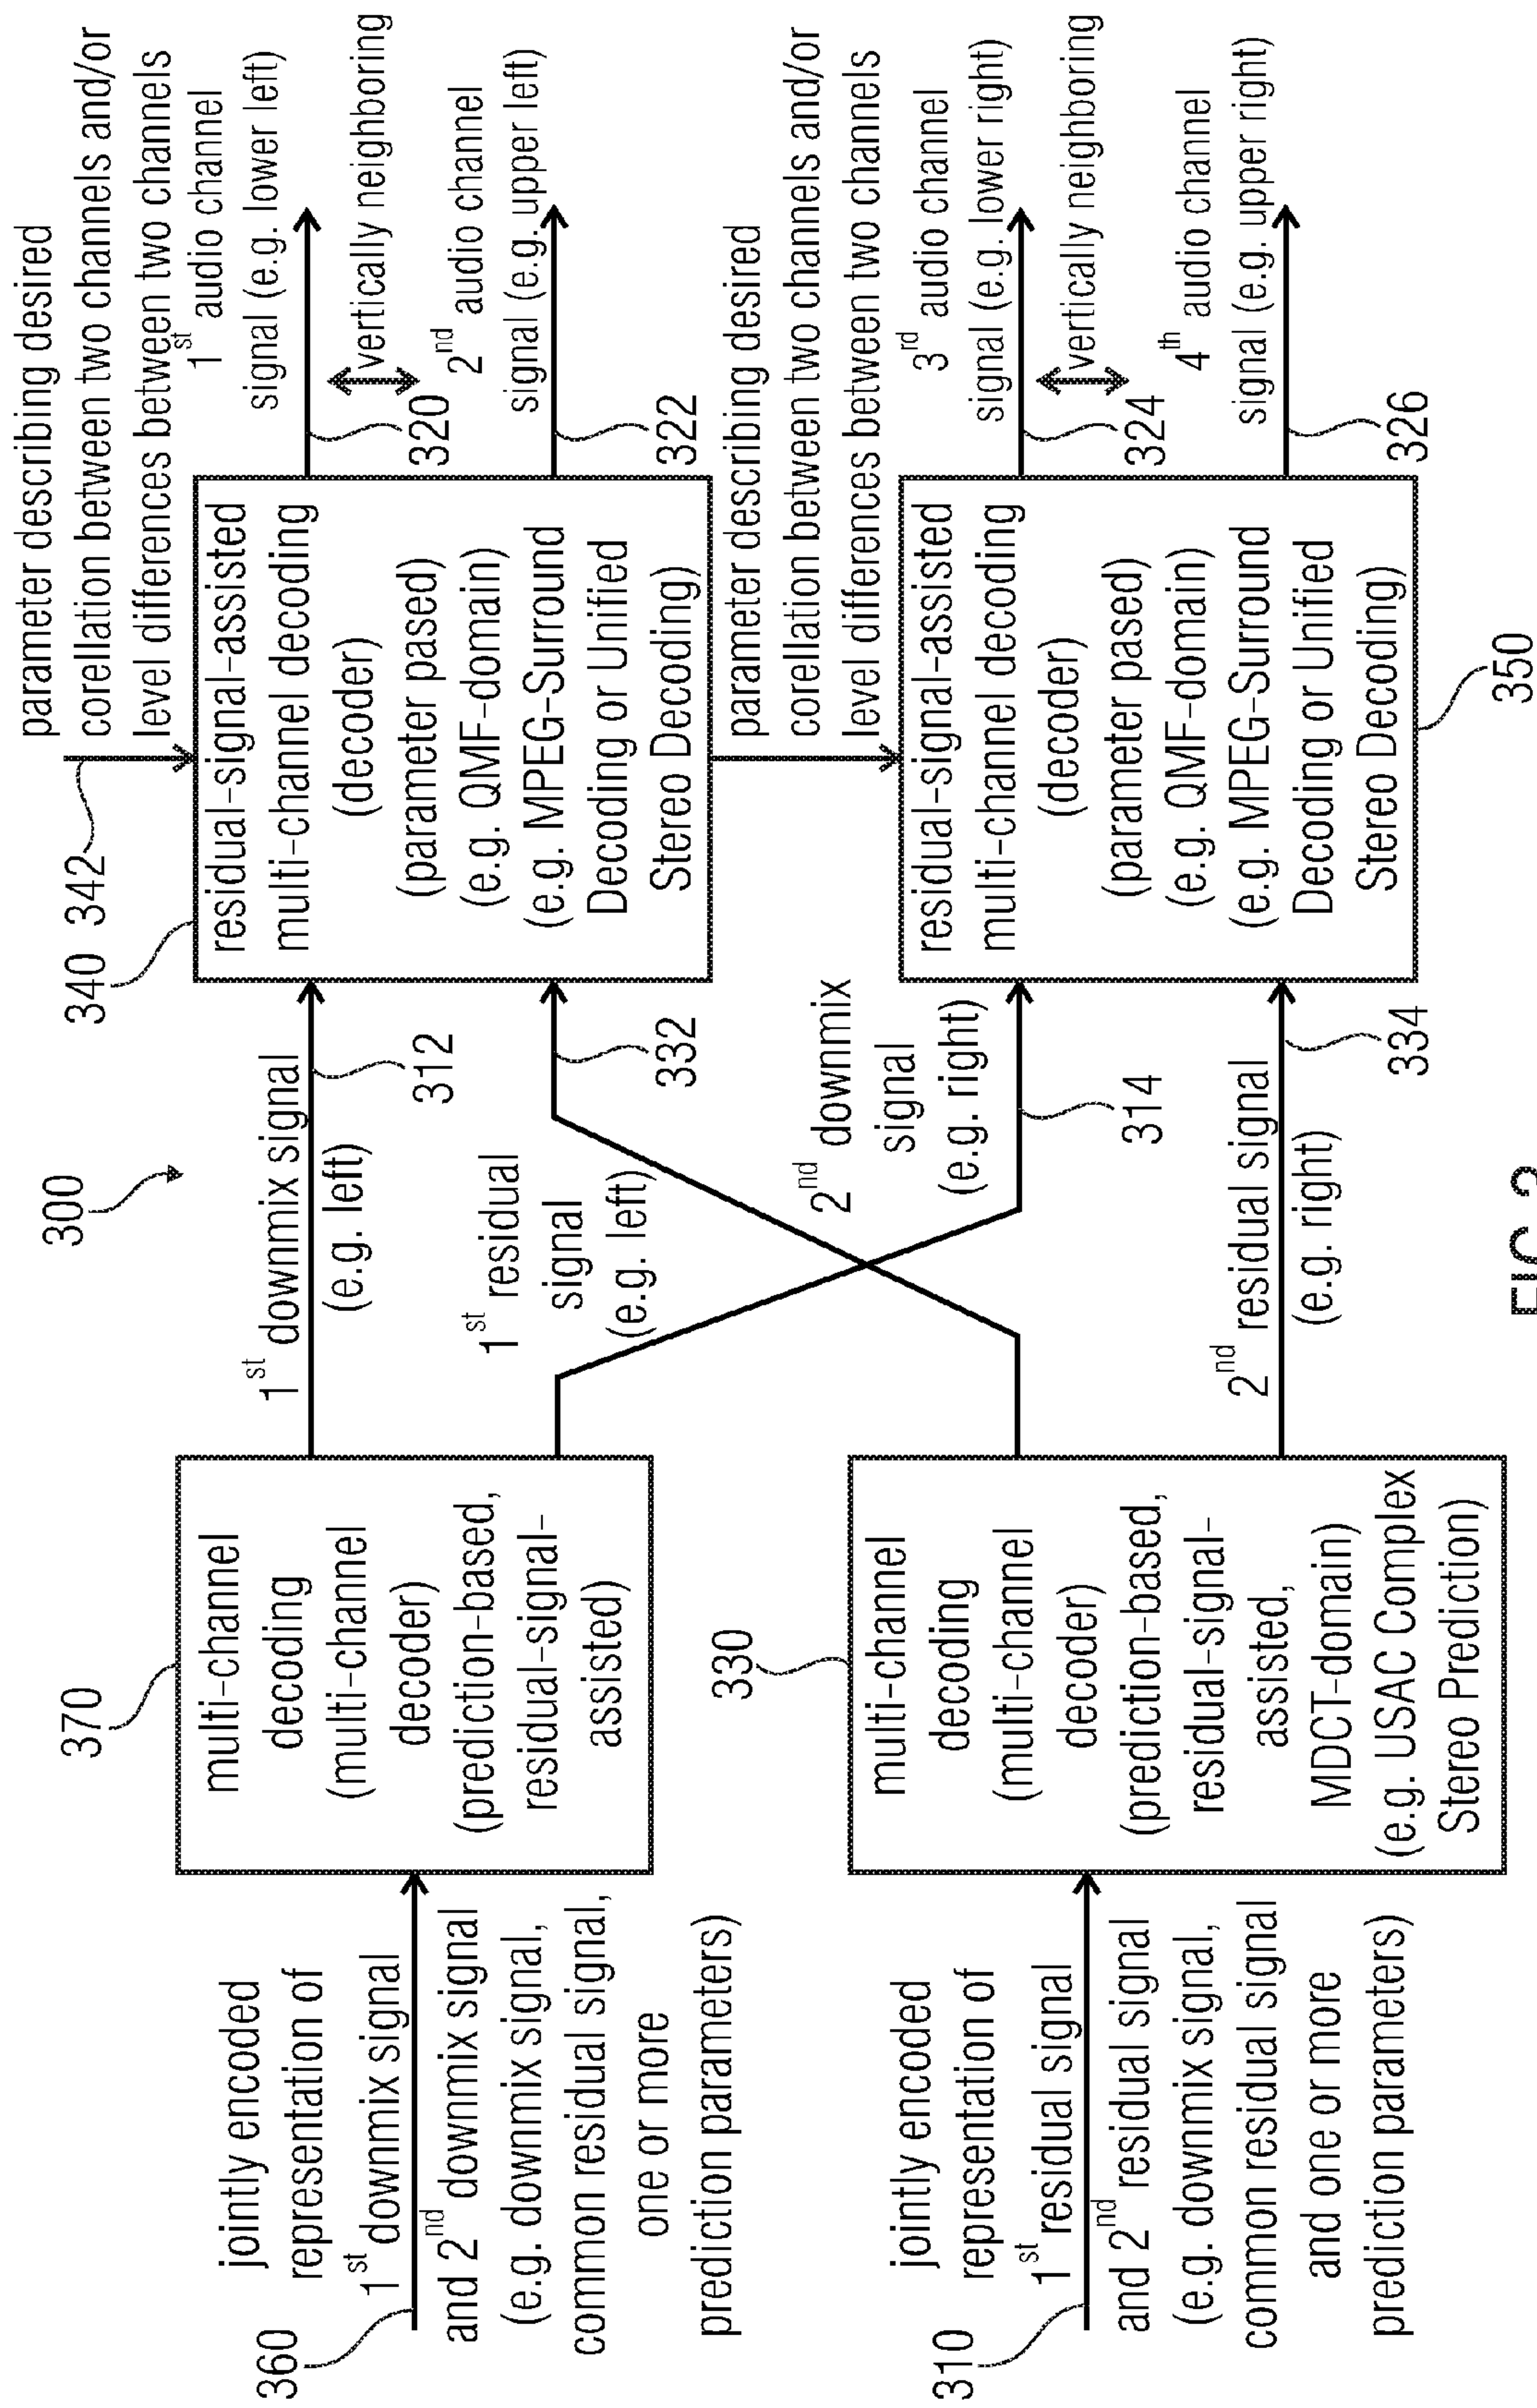 300
360
jointly encoded
representation of
1st downmix signal
and 2nd downmix signal
(e.g. downmix signal,
common residual signal,
one or more
prediction parameters)
370
multi-channel
decoding
(multi-channel
decoder)
(prediction-based,
residual-signal-
assisted)
1st downmix signal
(e.g. left)
312
1st residual
signal
(e.g. left)
332
340
342
parameter describing desired
corellation between two channels and/or
level differences between two channels
residual-signal-assisted
multi-channel decoding
(decoder)
(parameter pased)
(e.g. QMF-domain)
(e.g. MPEG-Surround
Decoding or Unified
Stereo Decoding)
1st audio channel
signal (e.g. lower left)
320
vertically neighboring
2nd audio channel
signal (e.g. upper left)
322
310
jointly encoded
representation of
1st residual signal
and 2nd residual signal
(e.g. downmix signal,
common residual signal
and one or more
prediction parameters)
330
multi-channel
decoding
(multi-channel
decoder)
(prediction-based,
residual-signal-
assisted,
MDCT-domain)
(e.g. USAC Complex
Stereo Prediction)
2nd downmix
signal
(e.g. right)
314
2nd residual signal
(e.g. right)
334
parameter describing desired
corellation between two channels and/or
level differences between two channels
residual-signal-assisted
multi-channel decoding
(decoder)
(parameter pased)
(e.g. QMF-domain)
(e.g. MPEG-Surround
Decoding or Unified
Stereo Decoding)
350
3rd audio channel
signal (e.g. lower right)
324
vertically neighboring
4th audio channel
signal (e.g. upper right)
326
FIG